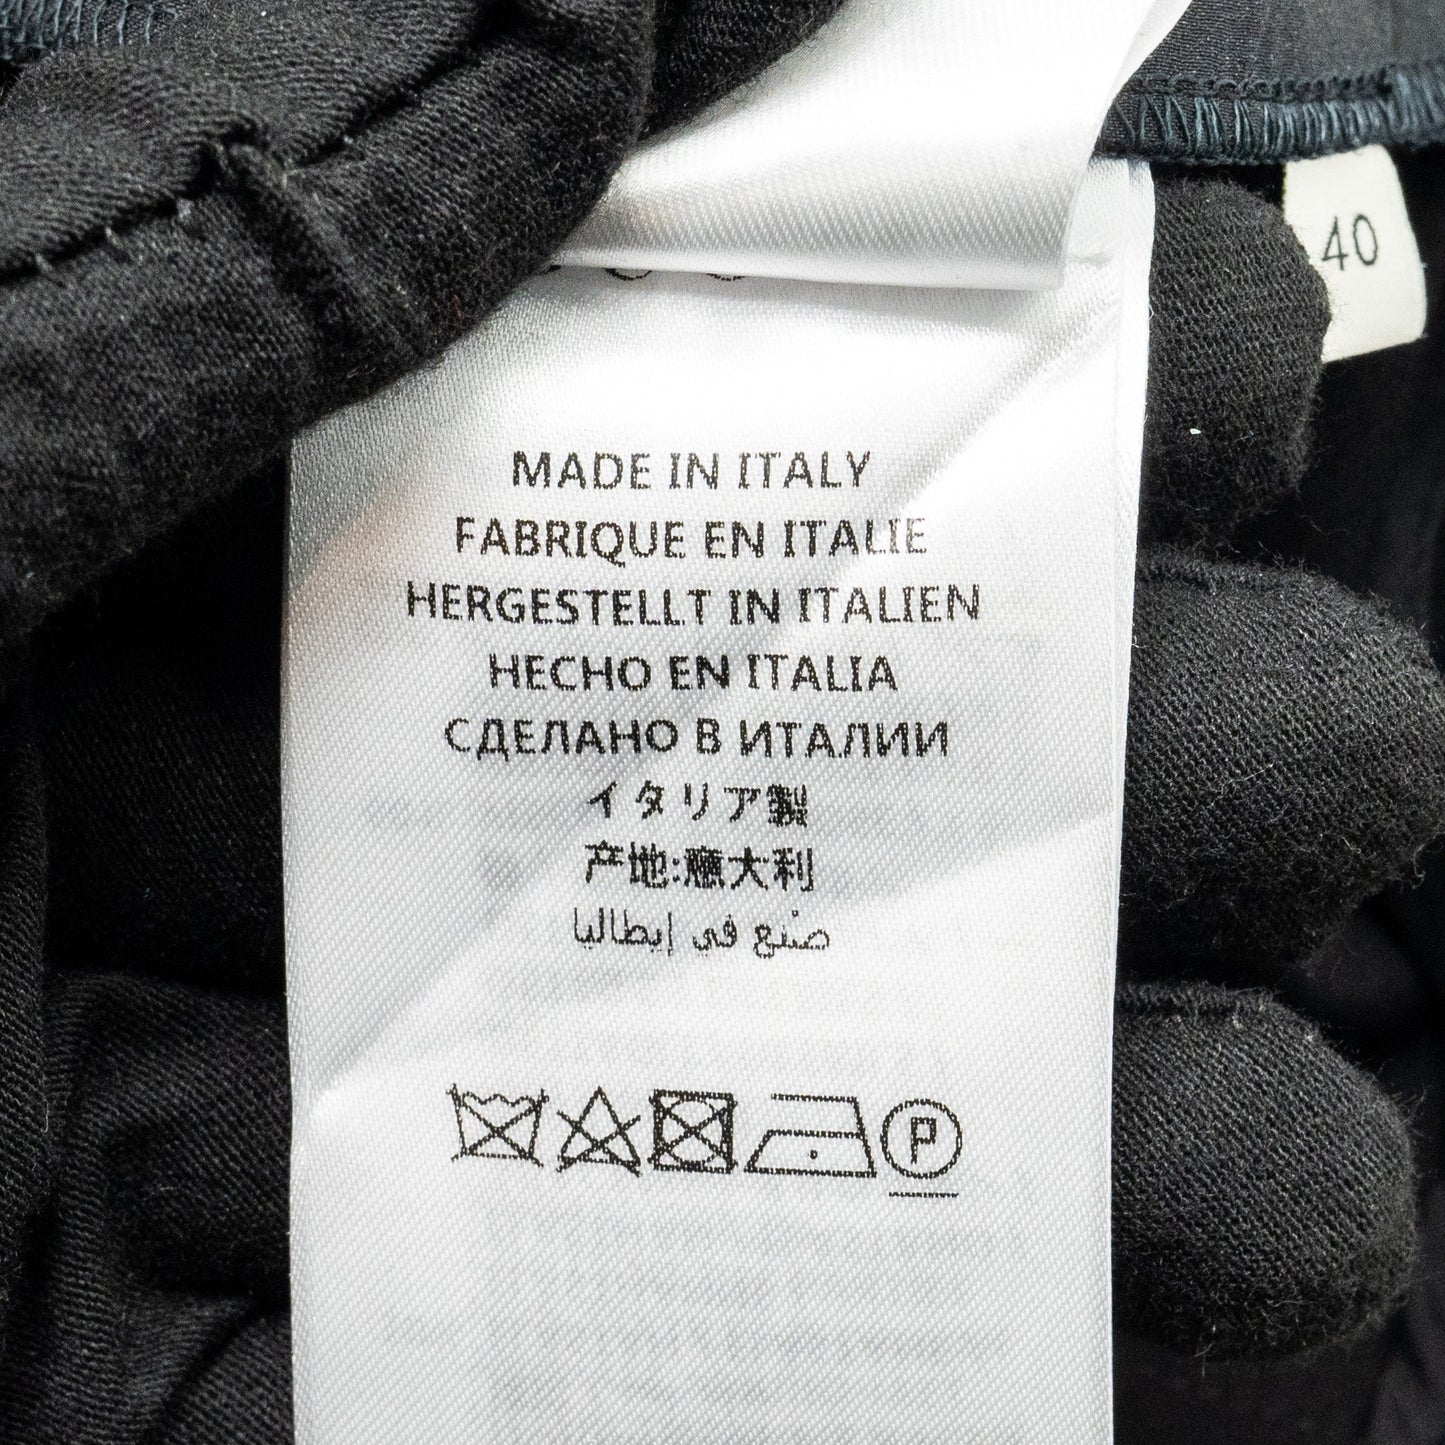 40
MADE IN ITALY
FABRIQUE EN ITALIE
HERGESTELLT IN ITALIEN
HECHO EN ITALIA
СДЕЛАНО В ИТАЛИИ
イタリア製
产地:意大利
صُنع في إيطاليا
P